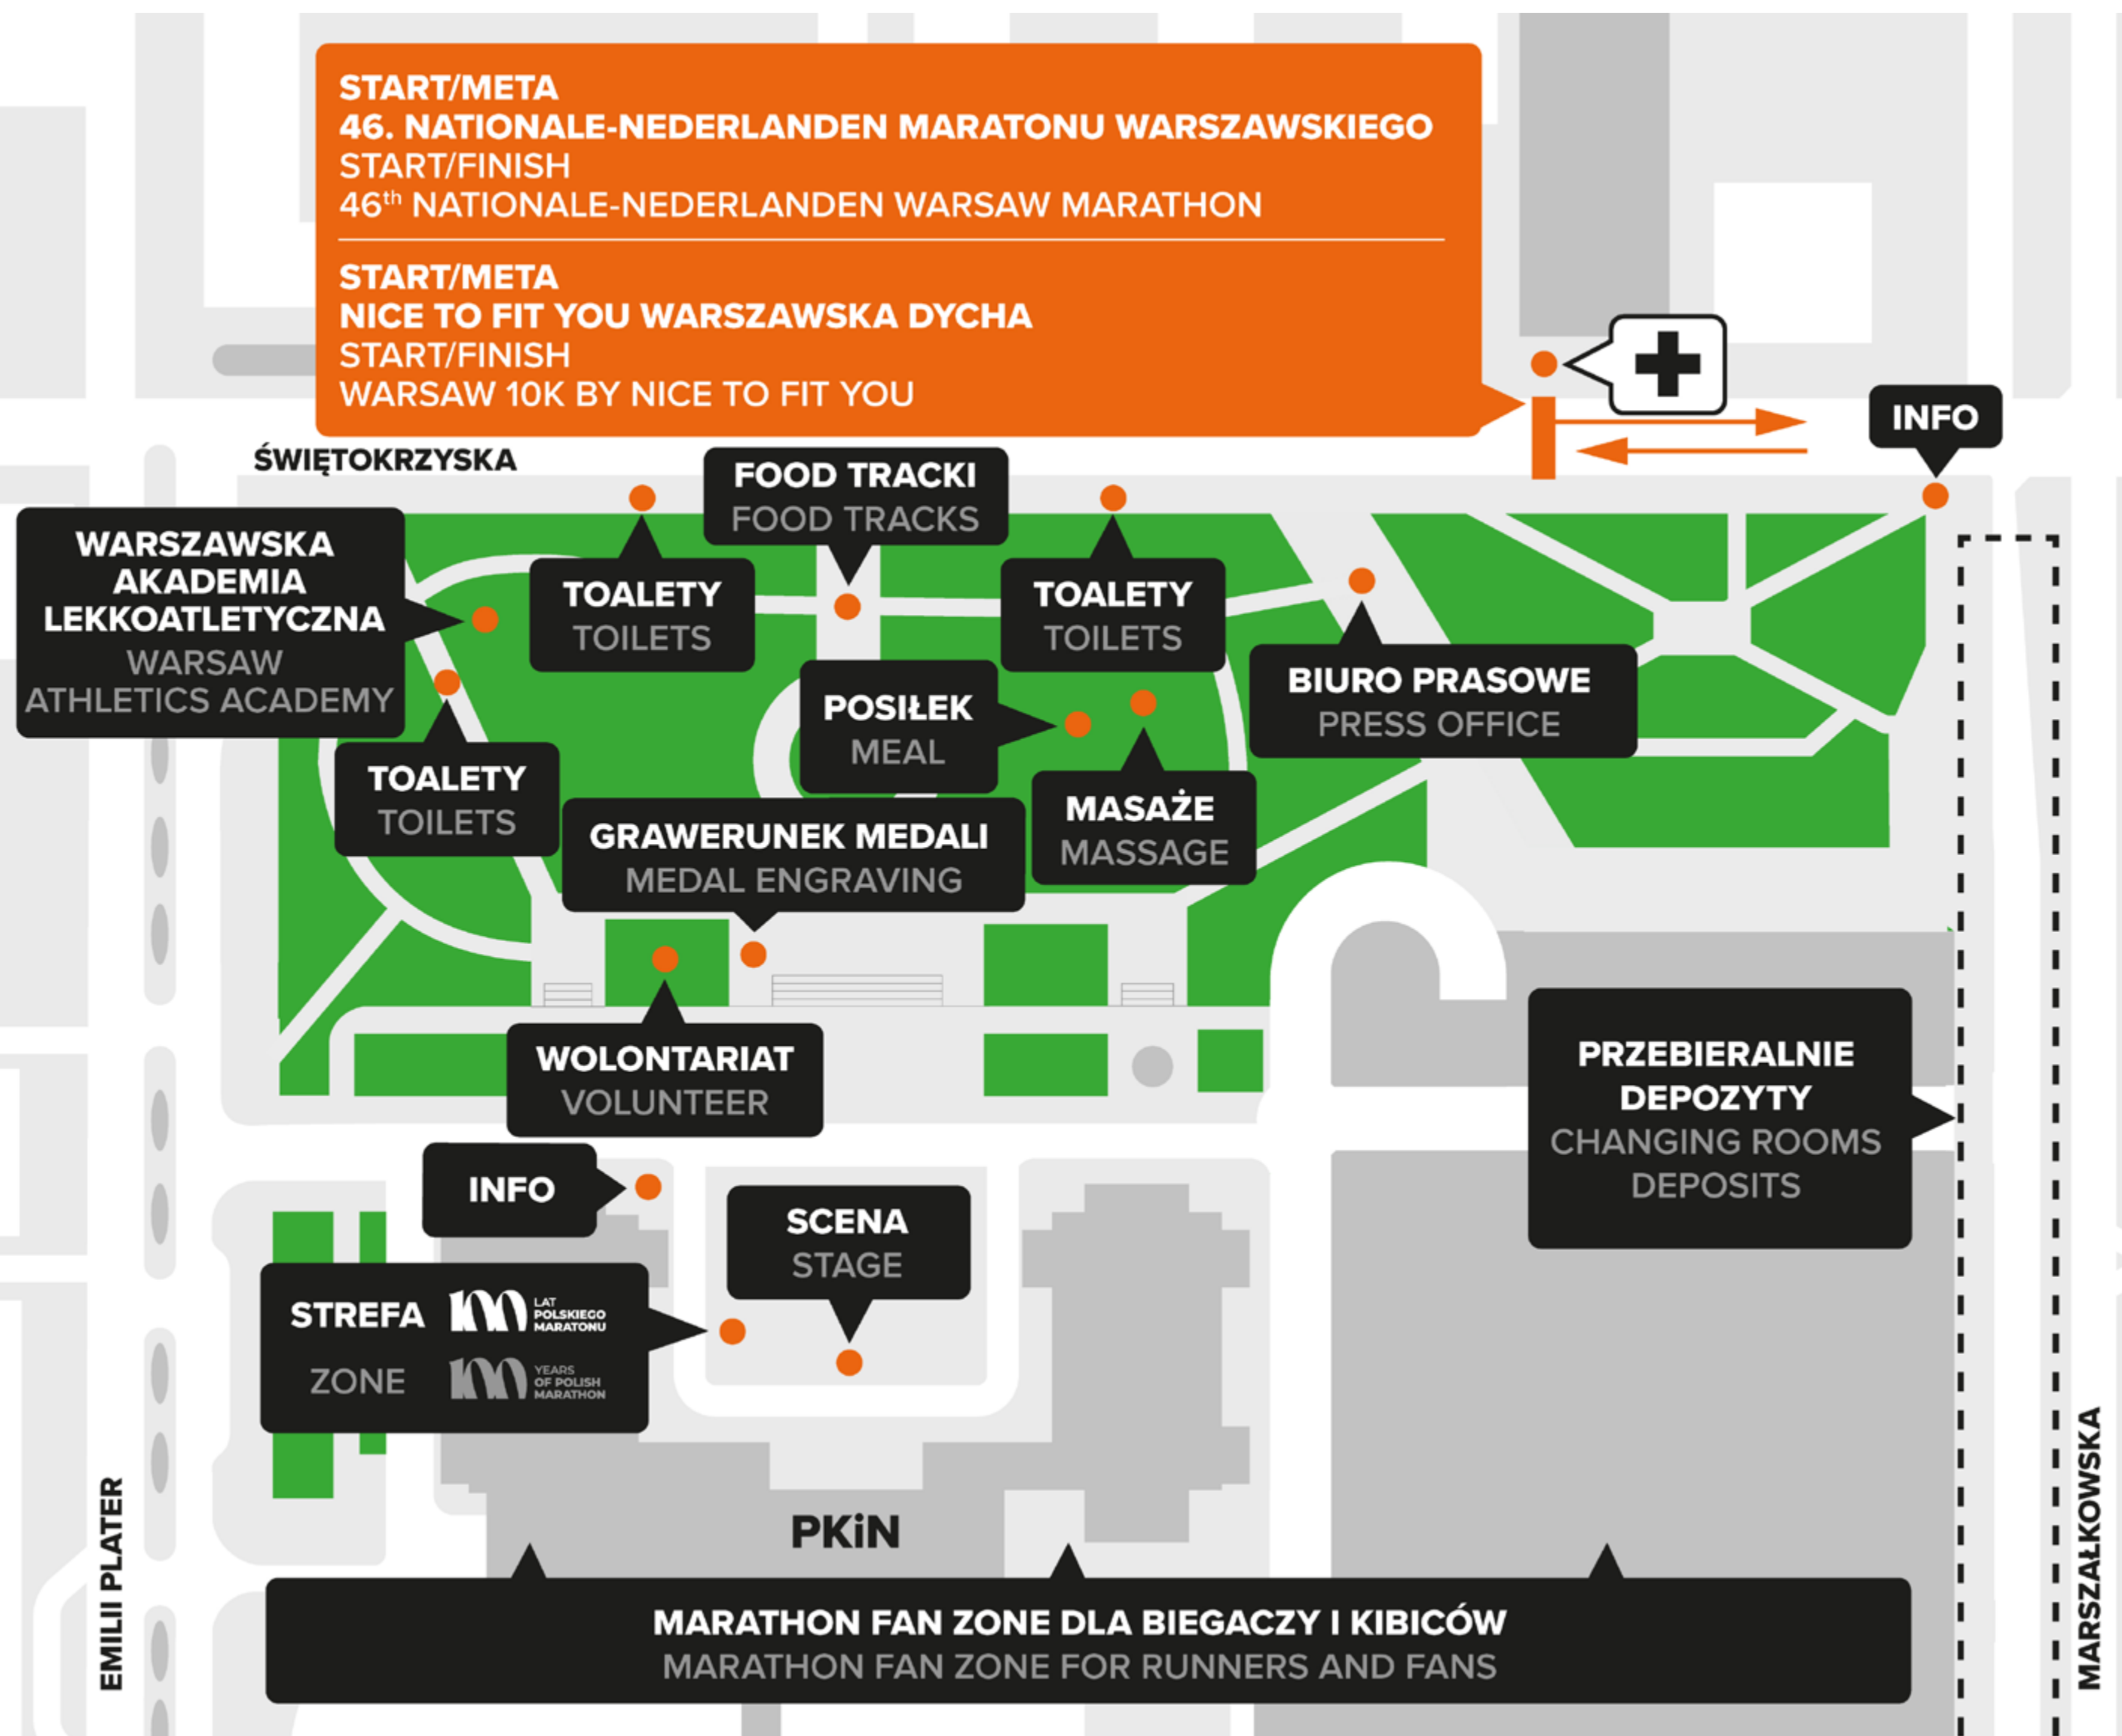 START/META
46. NATIONALE-NEDERLANDEN MARATONU WARSZAWSKIEGO
START/FINISH
46th NATIONALE-NEDERLANDEN WARSAW MARATHON
START/META
NICE TO FIT YOU WARSZAWSKA DYCHA
START/FINISH
WARSAW 10K BY NICE TO FIT YOU
INFO
ŚWIĘTOKRZYSKA
FOOD TRACKI
FOOD TRACKS
WARSZAWSKA
AKADEMIA
LEKKOATLETYCZNA
WARSAW
ATHLETICS ACADEMY
TOALETY
TOILETS
TOALETY
TOILETS
BIURO PRASOWE
PRESS OFFICE
POSIŁEK
MEAL
TOALETY
TOILETS
MASAŻE
MASSAGE
GRAWERUNEK MEDALI
MEDAL ENGRAVING
WOLONTARIAT
VOLUNTEER
PRZEBIERALNIE
DEPOZYTY
CHANGING ROOMS
DEPOSITS
INFO
SCENA
STAGE
STREFA 100 LAT
POLSKIEGO
MARATONU
ZONE 100 YEARS
OF POLISH
MARATHON
PKiN
EMILII PLATER
MARSZAŁKOWSKA
MARATHON FAN ZONE DLA BIEGACZY I KIBICÓW
MARATHON FAN ZONE FOR RUNNERS AND FANS